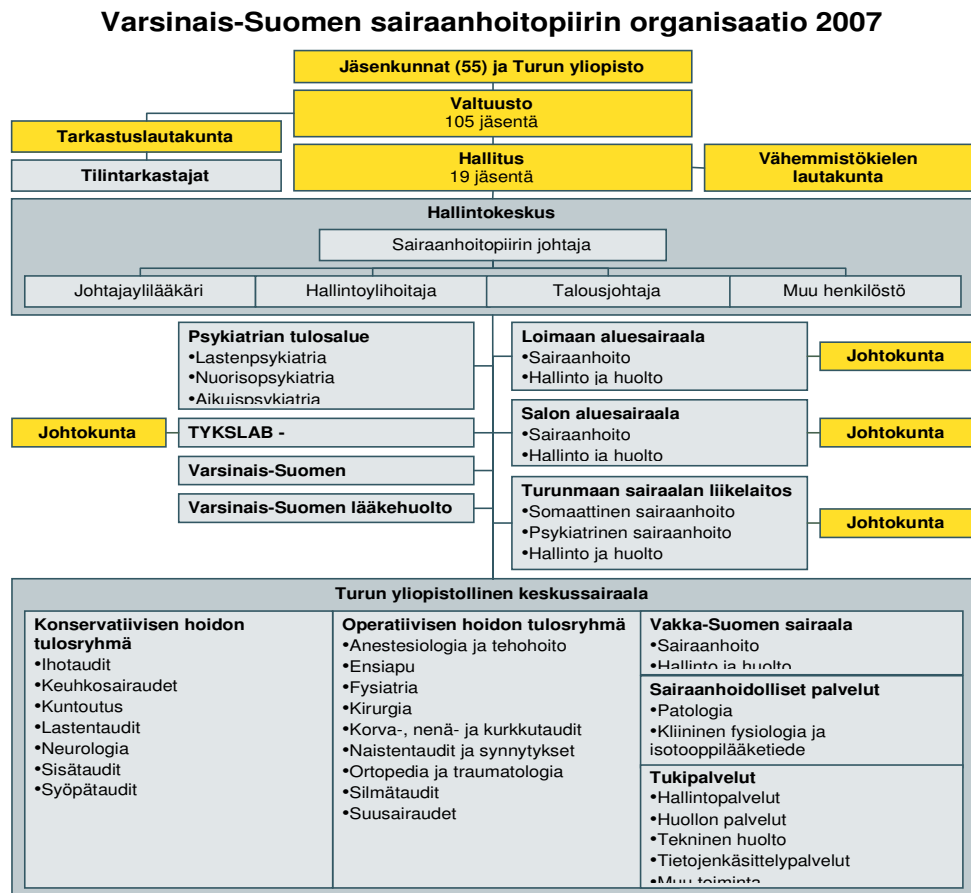 Varsinais-Suomen sairaanhoitopiirin organisaatio 2007
Jäsenkunnat (55) ja Turun yliopisto
Valtuusto
105 jäsentä
Tarkastuslautakunta
Tilintarkastajat
Hallitus
19 jäsentä
Vähemmistökielen
lautakunta
Hallintokeskus
Sairaanhoitopiirin johtaja
Johtajaylilääkäri
Hallintoylihoitaja
Talousjohtaja
Muu henkilöstö
Psykiatrian tulosalue
•Lastenpsykiatria
•Nuorisopsykiatria
•Aikuispsykiatria
Loimaan aluesairaala
•Sairaanhoito
•Hallinto ja huolto
Johtokunta
Johtokunta
TYKSLAB -
Salon aluesairaala
•Sairaanhoito
•Hallinto ja huolto
Johtokunta
Varsinais-Suomen
Varsinais-Suomen lääkehuolto
Turunmaan sairaalan liikelaitos
•Somaattinen sairaanhoito
•Psykiatrinen sairaanhoito
•Hallinto ja huolto
Johtokunta
Turun yliopistollinen keskussairaala
Konservatiivisen hoidon
tulosryhmä
•Ihotaudit
•Keuhkosairaudet
•Kuntoutus
•Lastentaudit
•Neurologia
•Sisätaudit
•Syöpätaudit
Operatiivisen hoidon tulosryhmä
•Anestesiologia ja tehohoito
•Ensiapu
•Fysiatria
•Kirurgia
•Korva-, nenä- ja kurkkutaudit
•Naistentaudit ja synnytykset
•Ortopedia ja traumatologia
•Silmätaudit
•Suusairaudet
Vakka-Suomen sairaala
•Sairaanhoito
•Hallinto ja huolto
Sairaanhoidolliset palvelut
•Patologia
•Kliininen fysiologia ja
isotooppilääketiede
Tukipalvelut
•Hallintopalvelut
•Huollon palvelut
•Tekninen huolto
•Tietojenkäsittelypalvelut
•Muu toiminta